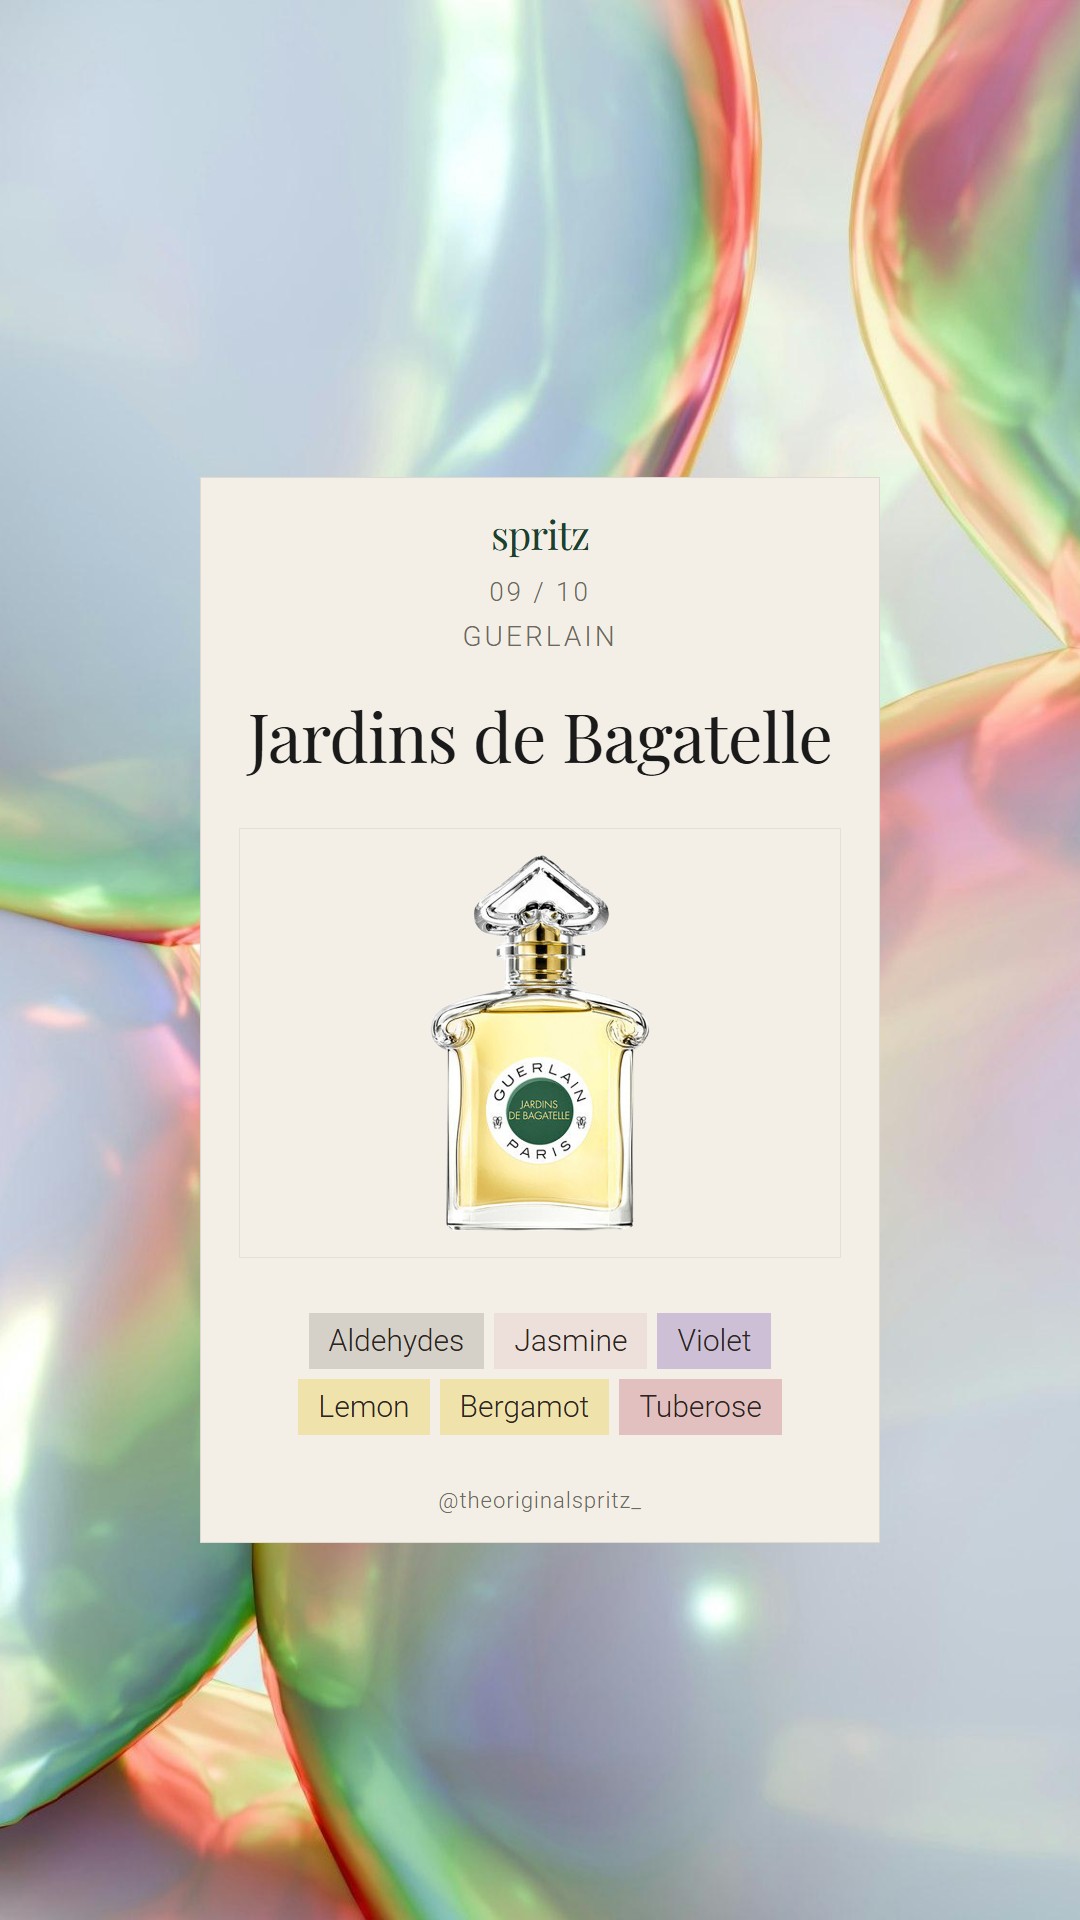 spritz
09 / 10
GUERLAIN
Jardins de Bagatelle
GUERLAIN
JARDINS
DE BAGATELLE
PARIS
Aldehydes Jasmine Violet
Lemon Bergamot Tuberose
@theoriginalspritz_